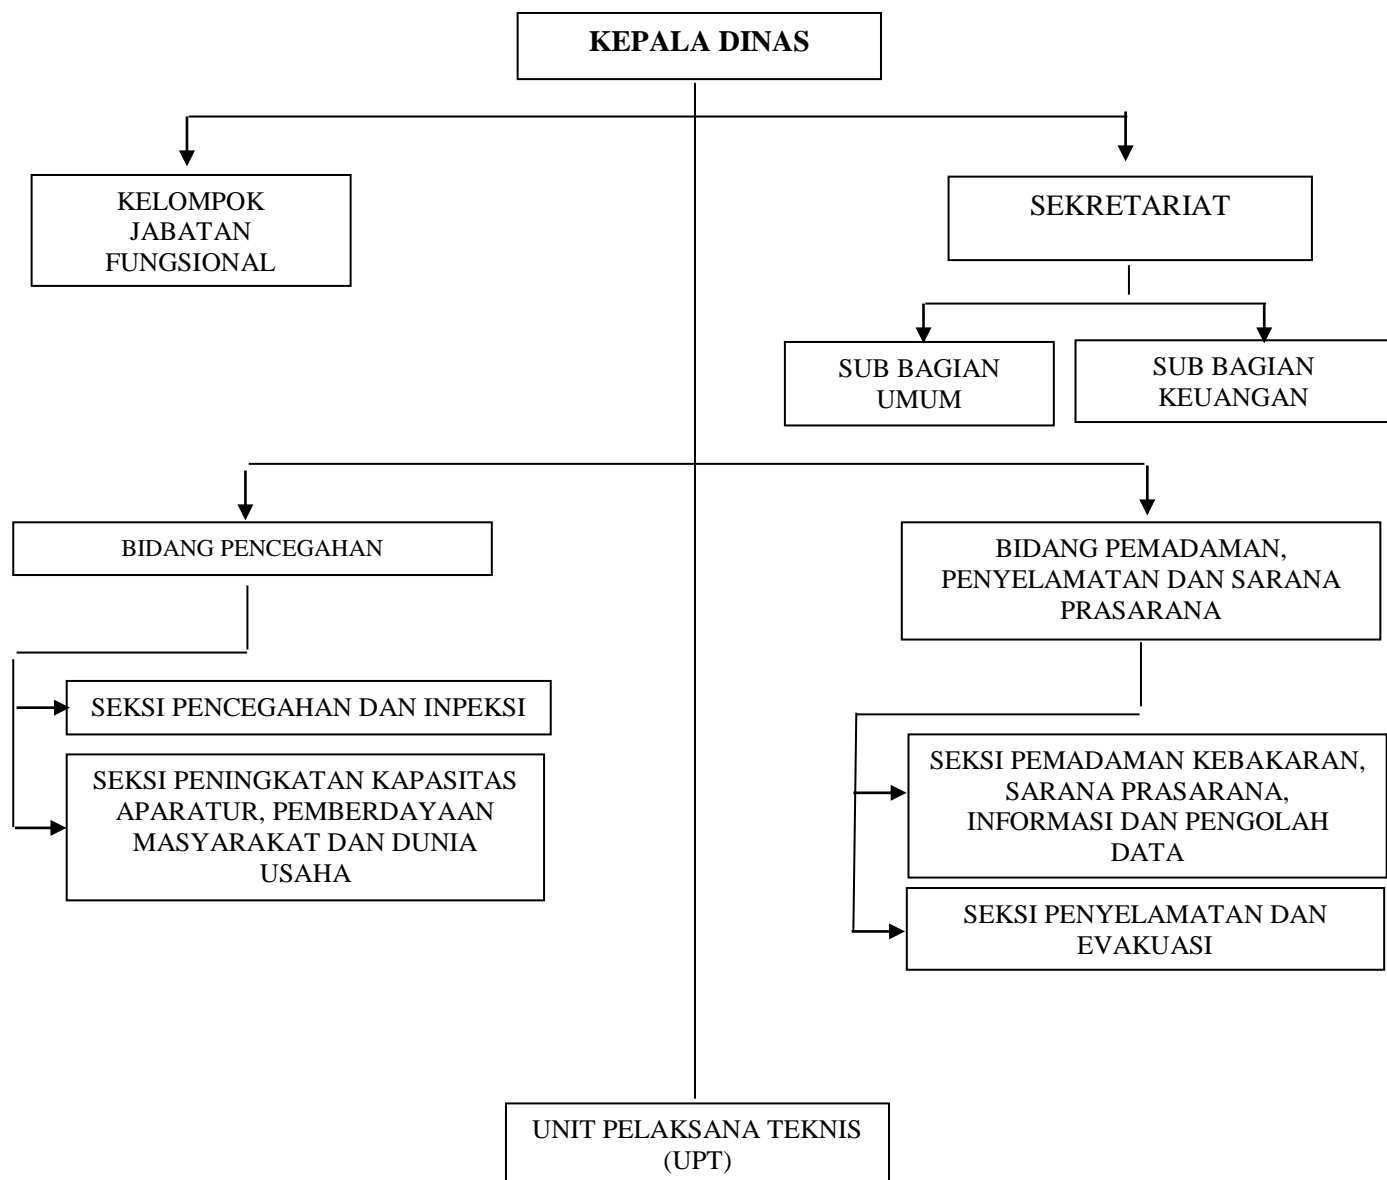 KEPALA DINAS
KELOMPOK
JABATAN
FUNGSIONAL
SEKRETARIAT
SUB BAGIAN
UMUM
SUB BAGIAN
KEUANGAN
BIDANG PENCEGAHAN
BIDANG PEMADAMAN,
PENYELAMATAN DAN SARANA
PRASARANA
SEKSI PENCEGAHAN DAN INPEKSI
SEKSI PENINGKATAN KAPASITAS
APARATUR, PEMBERDAYAAN
MASYARAKAT DAN DUNIA
USAHA
SEKSI PEMADAMAN KEBAKARAN,
SARANA PRASARANA,
INFORMASI DAN PENGOLAH
DATA
SEKSI PENYELAMATAN DAN
EVAKUASI
UNIT PELAKSANA TEKNIS
(UPT)